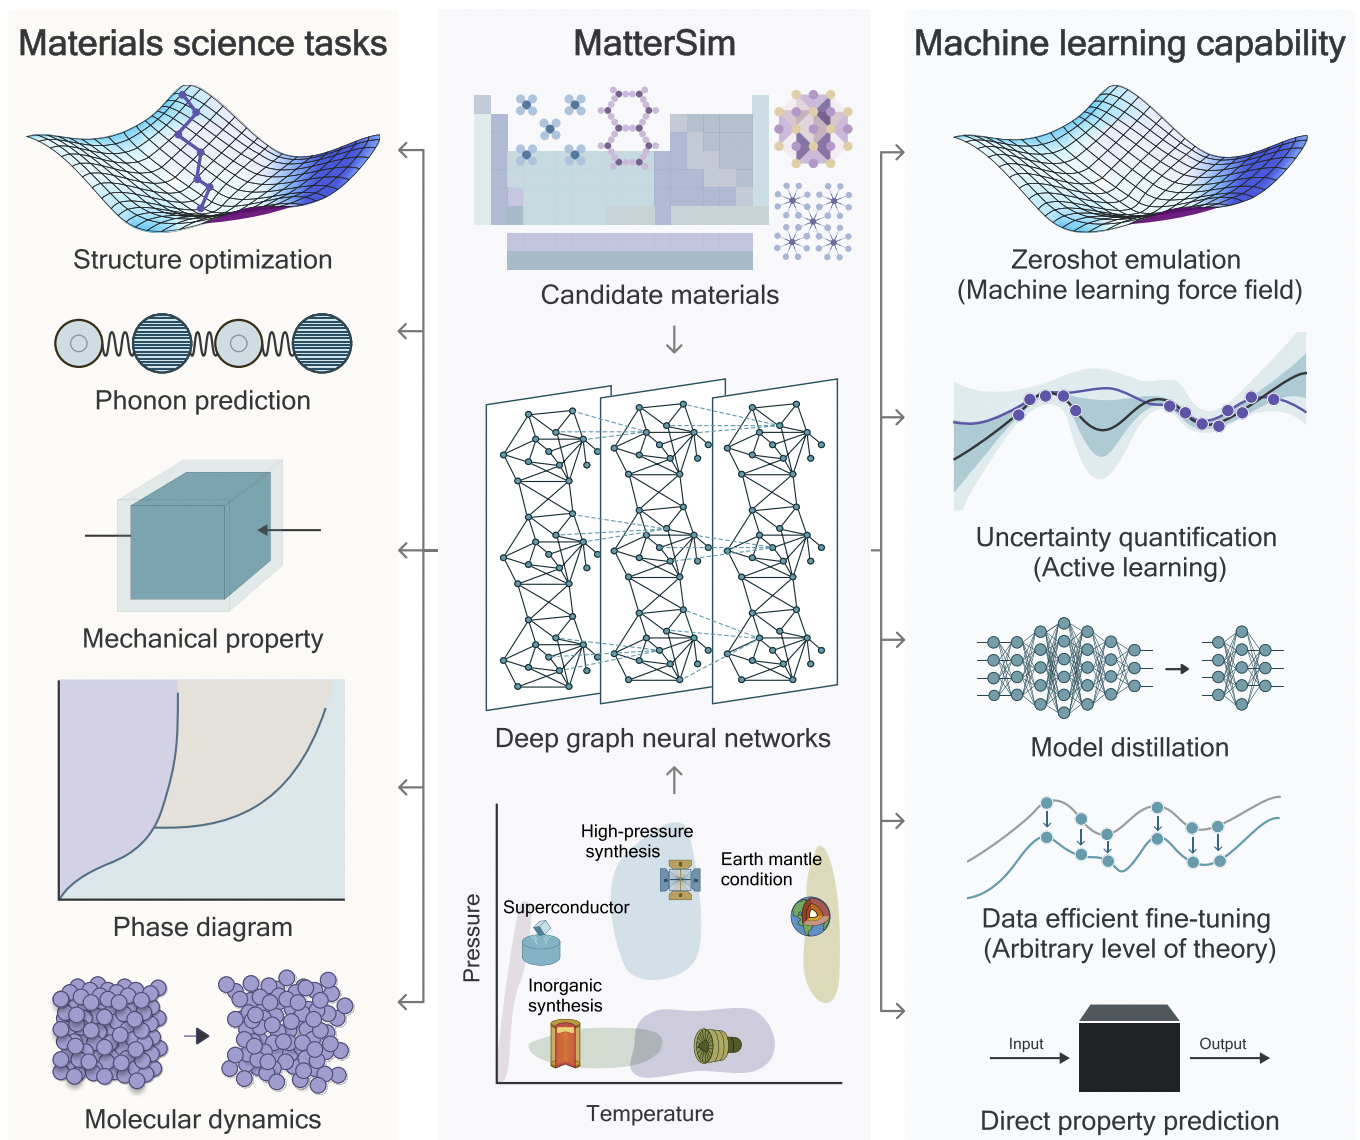 Materials science tasks
Structure optimization
Phonon prediction
Mechanical property
Phase diagram
Molecular dynamics
MatterSim
Candidate materials
Deep graph neural networks
Pressure
High-pressure
synthesis
Earth mantle
condition
Superconductor
Inorganic
synthesis
Temperature
Machine learning capability
Zeroshot emulation
(Machine learning force field)
Uncertainty quantification
(Active learning)
Model distillation
Data efficient fine-tuning
(Arbitrary level of theory)
Input
Output
Direct property prediction